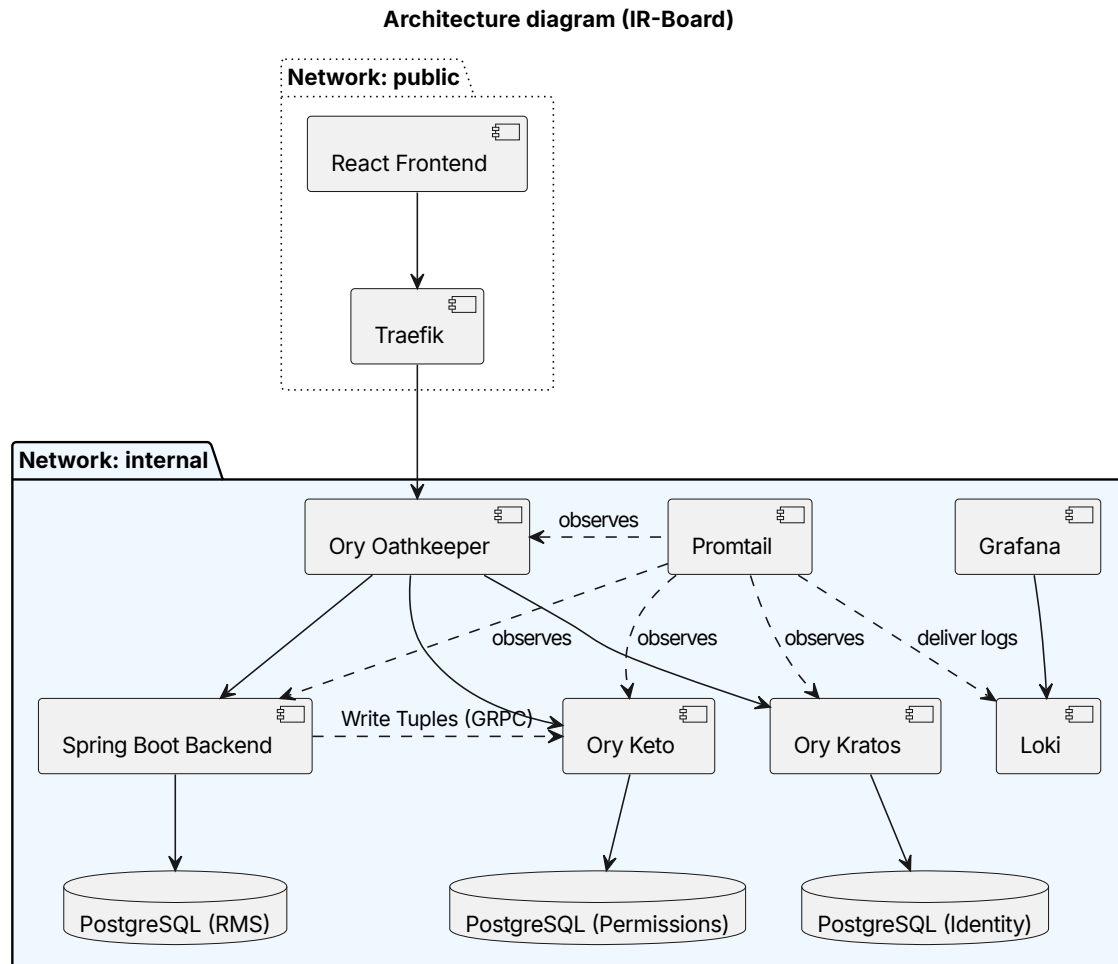 Architecture diagram (IR-Board)
Network: public
React Frontend
Traefik
Network: internal
Ory Oathkeeper
observes
Promtail
Grafana
observes
observes
observes
deliver logs
Spring Boot Backend
Write Tuples (GRPC)
Ory Keto
Ory Kratos
Loki
PostgreSQL (RMS)
PostgreSQL (Permissions)
PostgreSQL (Identity)